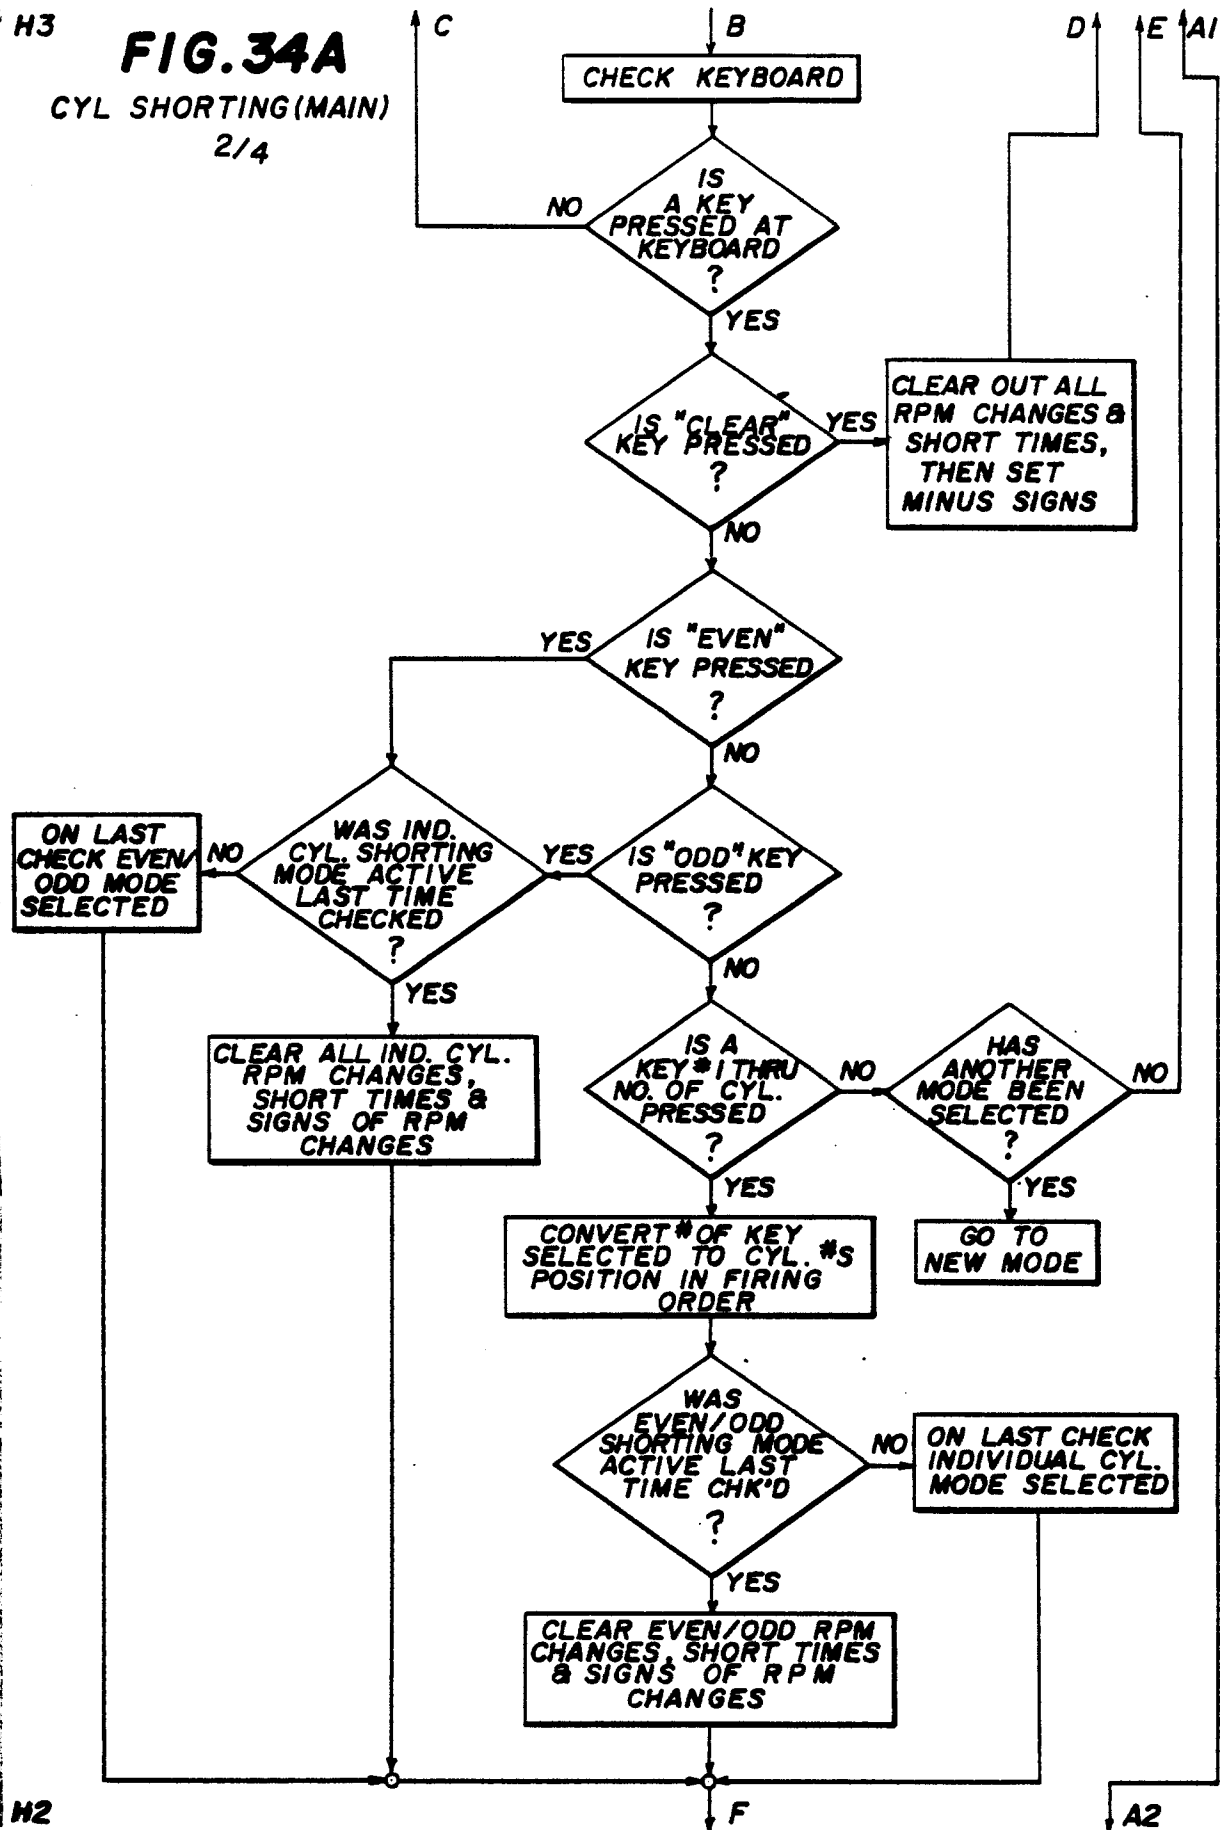 H3
FIG.34A
CYL SHORTING(MAIN)
2/4
C
B
D
E
A1
CHECK KEYBOARD
IS
A KEY
PRESSED AT
KEYBOARD
?
NO
YES
IS "CLEAR"
KEY PRESSED
?
YES
NO
CLEAR OUT ALL
RPM CHANGES &
SHORT TIMES,
THEN SET
MINUS SIGNS
IS "EVEN"
KEY PRESSED
?
YES
NO
IS "ODD" KEY
PRESSED
?
YES
NO
WAS IND.
CYL. SHORTING
MODE ACTIVE
LAST TIME
CHECKED
?
NO
YES
ON LAST
CHECK EVEN/
ODD MODE
SELECTED
CLEAR ALL IND. CYL.
RPM CHANGES,
SHORT TIMES &
SIGNS OF RPM
CHANGES
IS A
KEY #1 THRU
NO. OF CYL.
PRESSED
?
NO
YES
HAS
ANOTHER
MODE BEEN
SELECTED
?
NO
YES
GO TO
NEW MODE
CONVERT # OF KEY
SELECTED TO CYL. #S
POSITION IN FIRING
ORDER
WAS
EVEN/ODD
SHORTING MODE
ACTIVE LAST
TIME CHK'D
?
NO
YES
ON LAST CHECK
INDIVIDUAL CYL.
MODE SELECTED
CLEAR EVEN/ODD RPM
CHANGES, SHORT TIMES
& SIGNS OF RPM
CHANGES
H2
F
A2